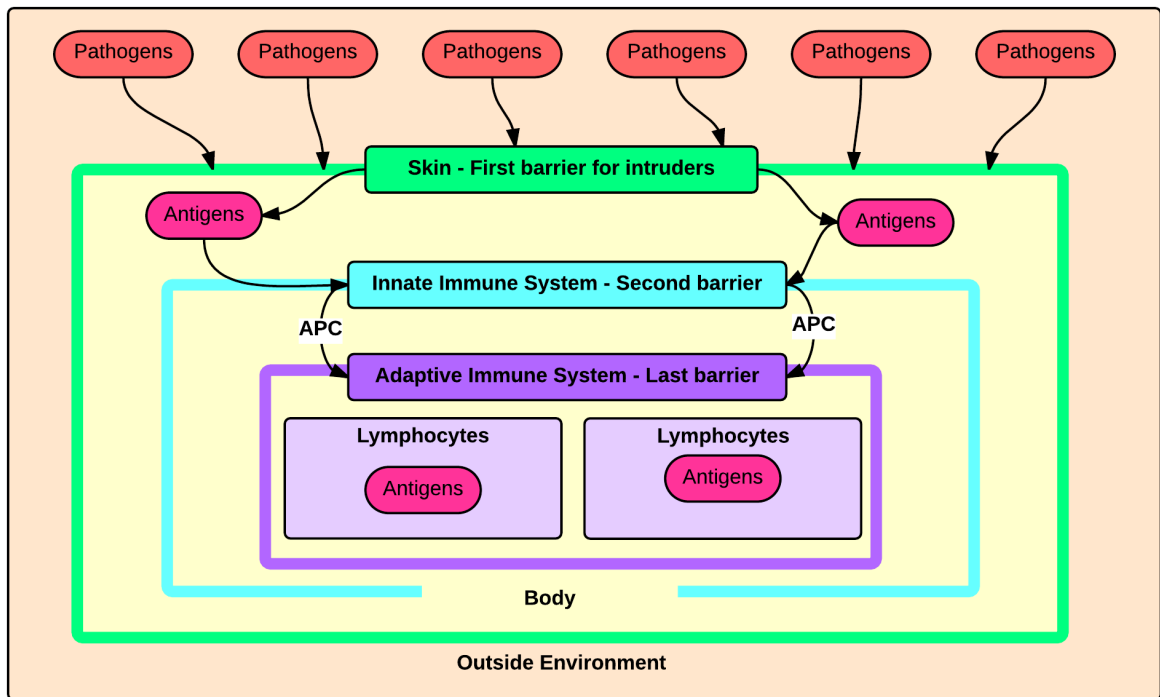 Pathogens
Pathogens
Pathogens
Pathogens
Pathogens
Pathogens
Skin - First barrier for intruders
Antigens
Antigens
Innate Immune System - Second barrier
APC
APC
Adaptive Immune System - Last barrier
Lymphocytes
Lymphocytes
Antigens
Antigens
Body
Outside Environment